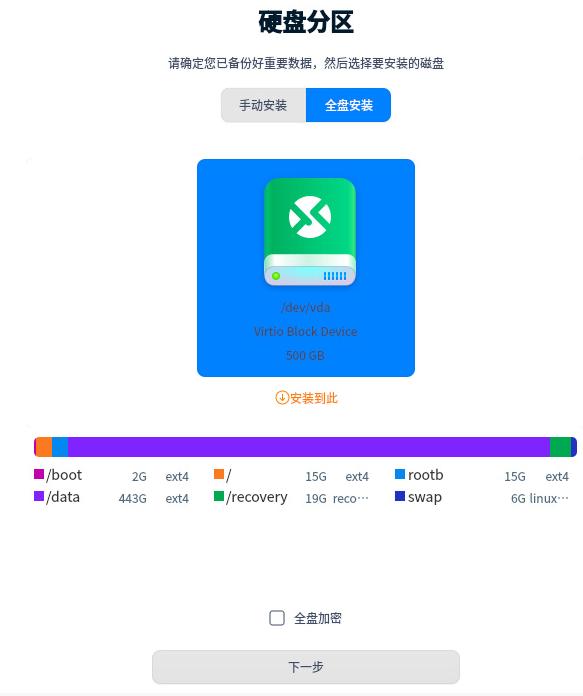 硬盘分区
请确定您已备份好重要数据，然后选择要安装的磁盘
手动安装 全盘安装
/dev/vda
Virtio Block Device
500 GB
安装到此
/boot 2G ext4 / 15G ext4 rootb 15G ext4
/data 443G ext4 /recovery 19G reco··· swap 6G linux···
全盘加密
下一步